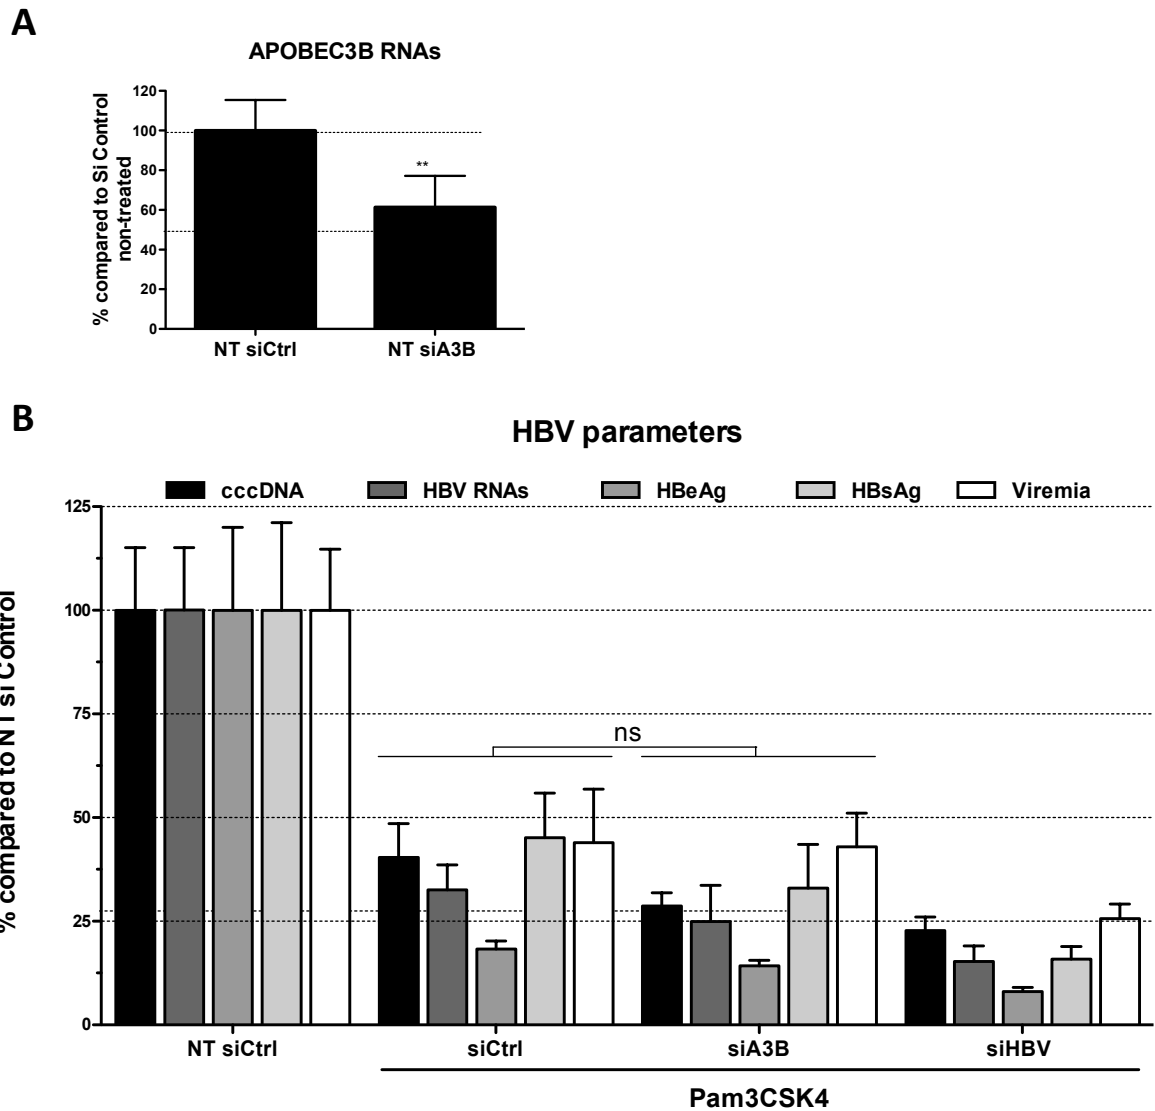 A
APOBEC3B RNAs
% compared to Si Control
non-treated
120
100
80
60
40
20
0
**
NT siCtrl NT siA3B
B
HBV parameters
cccDNA HBV RNAs HBeAg HBsAg Viremia
% compared to NT si Control
125
100
75
50
25
0
ns
NT siCtrl siCtrl siA3B siHBV
Pam3CSK4